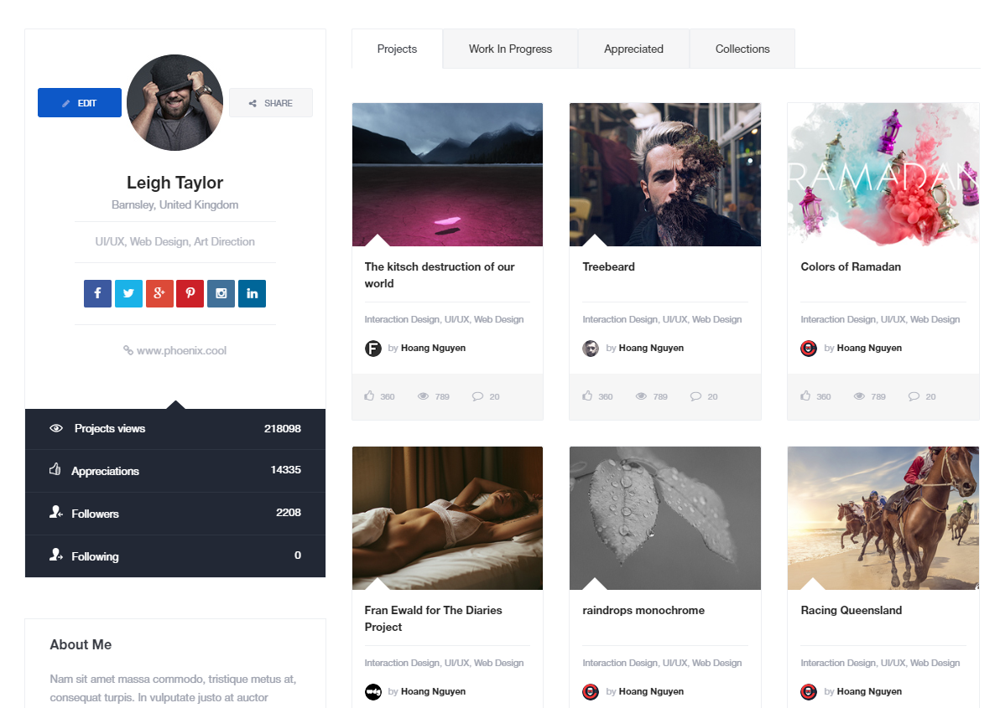 EDIT
SHARE
Leigh Taylor
Barnsley, United Kingdom
UI/UX, Web Design, Art Direction
www.phoenix.cool
Projects views 218098
Appreciations 14335
Followers 2208
Following 0
About Me
Nam sit amet massa commodo, tristique metus at,
consequat turpis. In vulputate justo at auctor
Projects Work In Progress Appreciated Collections
RAMADAN
The kitsch destruction of our
world
Interaction Design, UI/UX, Web Design
F
by Hoang Nguyen
360 789 20
Treebeard
Interaction Design, UI/UX, Web Design
by Hoang Nguyen
360 789 20
Colors of Ramadan
Interaction Design, UI/UX, Web Design
by Hoang Nguyen
360 789 20
Fran Ewald for The Diaries
Project
Interaction Design, UI/UX, Web Design
wdg
by Hoang Nguyen
raindrops monochrome
Interaction Design, UI/UX, Web Design
by Hoang Nguyen
Racing Queensland
Interaction Design, UI/UX, Web Design
by Hoang Nguyen